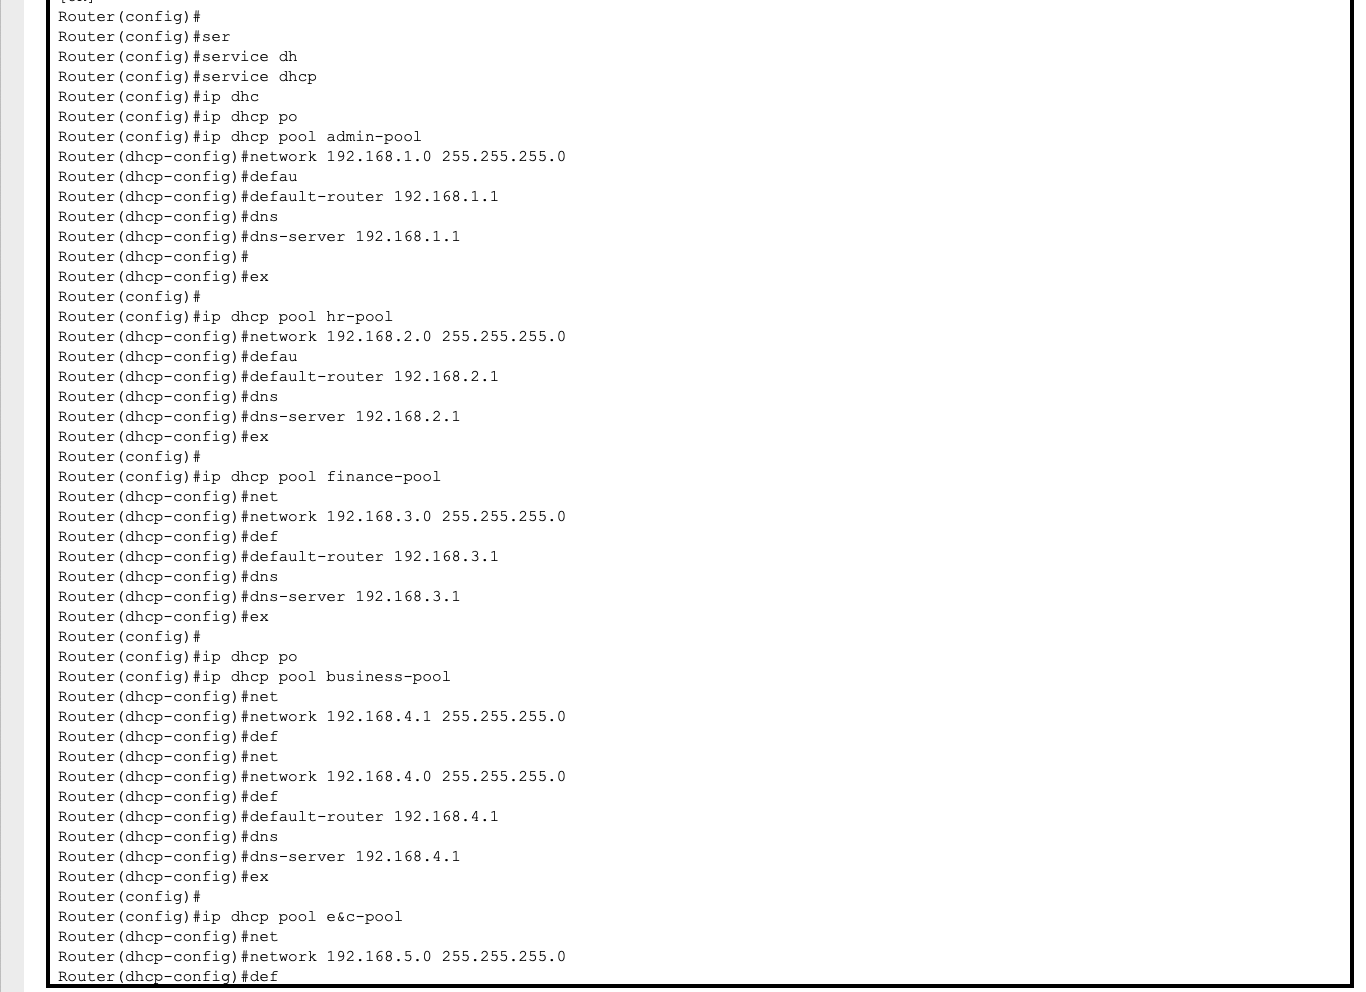 Router(config)#
Router(config)#ser
Router(config)#service dh
Router(config)#service dhcp
Router(config)#ip dhc
Router(config)#ip dhcp po
Router(config)#ip dhcp pool admin-pool
Router(dhcp-config)#network 192.168.1.0 255.255.255.0
Router(dhcp-config)#defau
Router(dhcp-config)#default-router 192.168.1.1
Router(dhcp-config)#dns
Router(dhcp-config)#dns-server 192.168.1.1
Router(dhcp-config)#
Router(dhcp-config)#ex
Router(config)#
Router(config)#ip dhcp pool hr-pool
Router(dhcp-config)#network 192.168.2.0 255.255.255.0
Router(dhcp-config)#defau
Router(dhcp-config)#default-router 192.168.2.1
Router(dhcp-config)#dns
Router(dhcp-config)#dns-server 192.168.2.1
Router(dhcp-config)#ex
Router(config)#
Router(config)#ip dhcp pool finance-pool
Router(dhcp-config)#net
Router(dhcp-config)#network 192.168.3.0 255.255.255.0
Router(dhcp-config)#def
Router(dhcp-config)#default-router 192.168.3.1
Router(dhcp-config)#dns
Router(dhcp-config)#dns-server 192.168.3.1
Router(dhcp-config)#ex
Router(config)#
Router(config)#ip dhcp po
Router(config)#ip dhcp pool business-pool
Router(dhcp-config)#net
Router(dhcp-config)#network 192.168.4.1 255.255.255.0
Router(dhcp-config)#def
Router(dhcp-config)#net
Router(dhcp-config)#network 192.168.4.0 255.255.255.0
Router(dhcp-config)#def
Router(dhcp-config)#default-router 192.168.4.1
Router(dhcp-config)#dns
Router(dhcp-config)#dns-server 192.168.4.1
Router(dhcp-config)#ex
Router(config)#
Router(config)#ip dhcp pool e&c-pool
Router(dhcp-config)#net
Router(dhcp-config)#network 192.168.5.0 255.255.255.0
Router(dhcp-config)#def